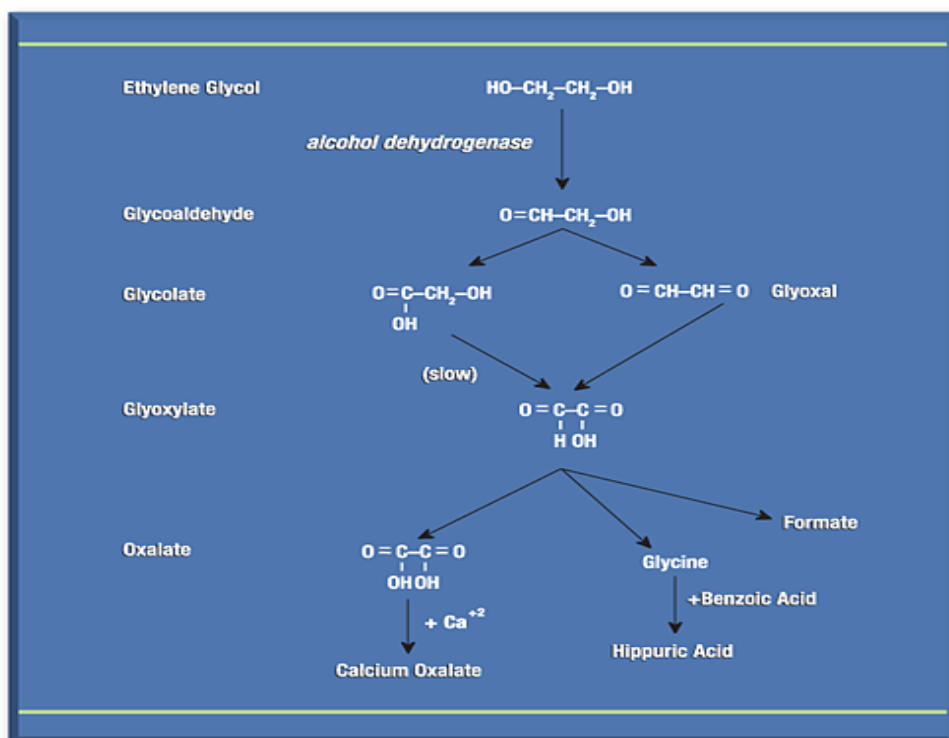 Ethylene Glycol HO–CH₂–CH₂–OH
alcohol dehydrogenase
Glycoaldehyde O=CH–CH₂–OH
Glycolate O=C–CH₂–OH O=CH–CH=O Glyoxal
OH
(slow)
Glyoxylate O=C–C=O
H OH
Formate
Oxalate O=C–C=O Glycine
OH OH
+Benzoic Acid
+ Ca⁺²
Hippuric Acid
Calcium Oxalate